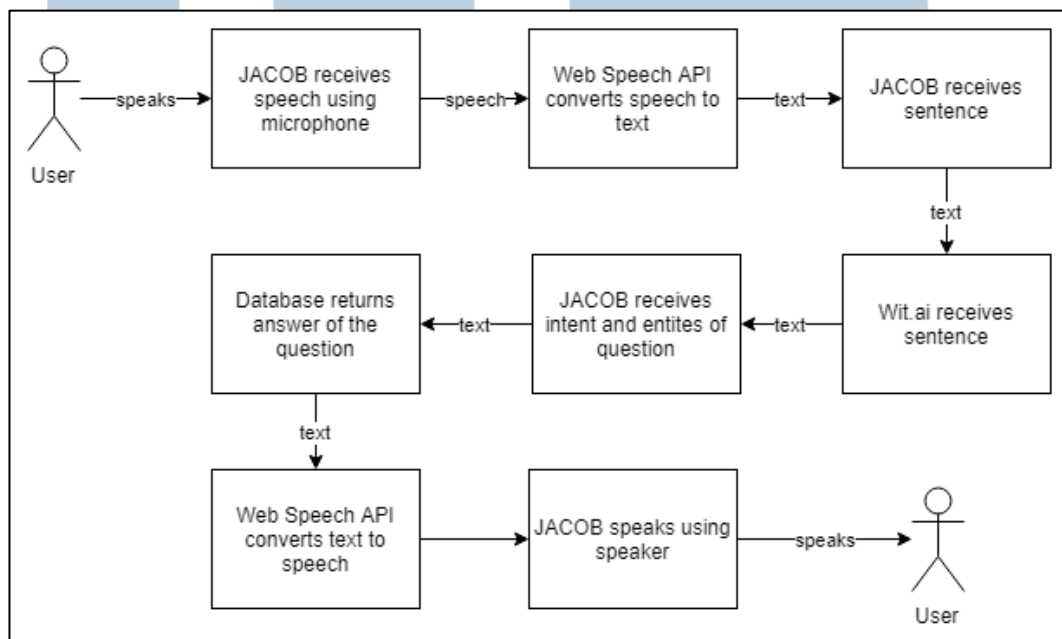 JACOB receives
speech using
microphone
Web Speech API
converts speech to
text
JACOB receives
sentence
speaks
speech
text
User
text
Database returns
answer of the
question
text
JACOB receives
intent and entites of
question
text
Wit.ai receives
sentence
text
Web Speech API
converts text to
speech
JACOB speaks using
speaker
speaks
User